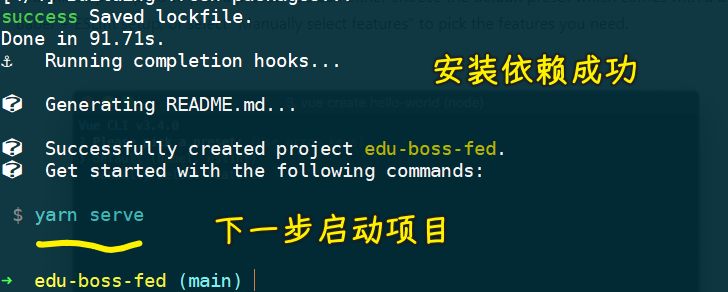 success Saved lockfile.
Done in 91.71s.
⚓ Running completion hooks...
安装依赖成功
� Generating README.md...
� Successfully created project edu-boss-fed.
� Get started with the following commands:
$ yarn serve
下一步启动项目
→ edu-boss-fed (main)